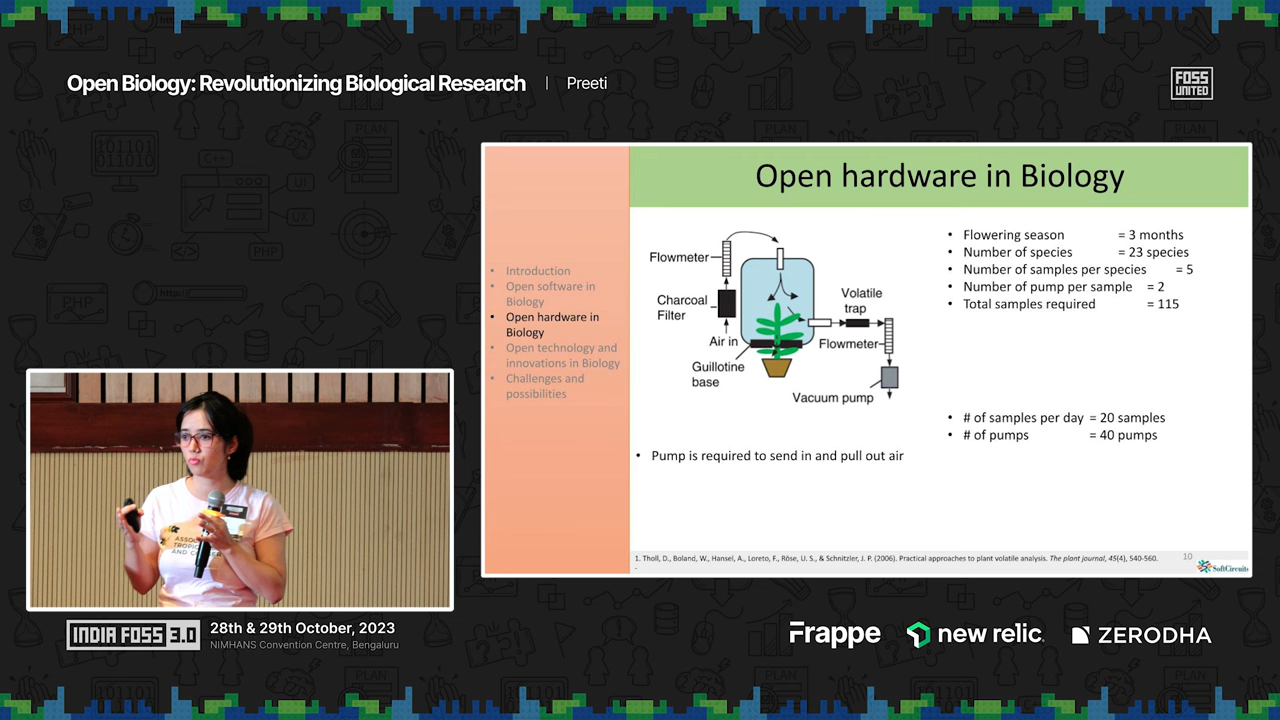 Open Biology: Revolutionizing Biological Research | Preeti
FOSS
UNITED
Open hardware in Biology
• Introduction
• Open software in
Biology
• Open hardware in
Biology
• Open technology and
innovations in Biology
• Challenges and
possibilities
Flowmeter
Charcoal
Filter
Air in
Guillotine
base
Volatile
trap
Flowmeter
Vacuum pump
• Pump is required to send in and pull out air
• Flowering season = 3 months
• Number of species = 23 species
• Number of samples per species = 5
• Number of pump per sample = 2
• Total samples required = 115
• # of samples per day = 20 samples
• # of pumps = 40 pumps
1. Tholl, D., Boland, W., Hansel, A., Loreto, F., Röse, U. S., & Schnitzler, J. P. (2006). Practical approaches to plant volatile analysis. The plant journal, 45(4), 540-560.
10
SoftCircuits
INDIA FOSS 3.0
28th & 29th October, 2023
NIMHANS Convention Centre, Bengaluru
Frappe
new relic
ZERODHA